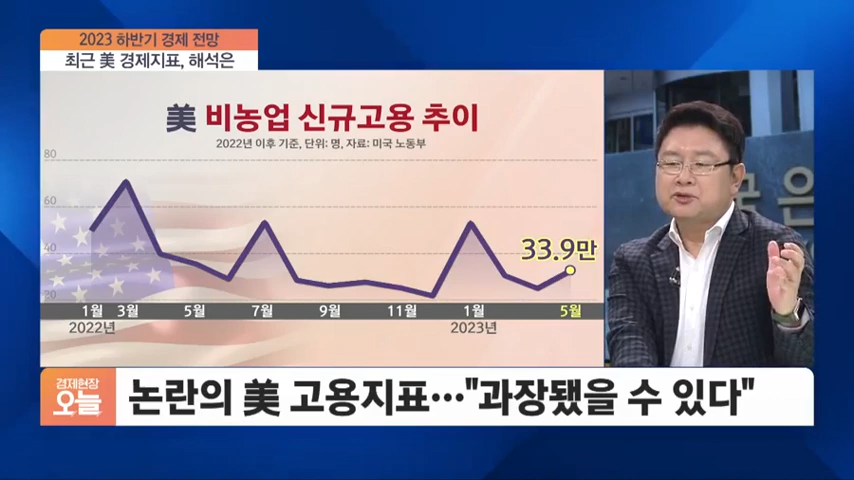 2023 하반기 경제 전망
최근 美 경제지표, 해석은
美 비농업 신규고용 추이
2022년 이후 기준, 단위: 명, 자료: 미국 노동부
80
60
40
20
33.9만
1월 3월 5월 7월 9월 11월 1월 5월
2022년 2023년
은
경제현장
오늘
논란의 美 고용지표…"과장됐을 수 있다"